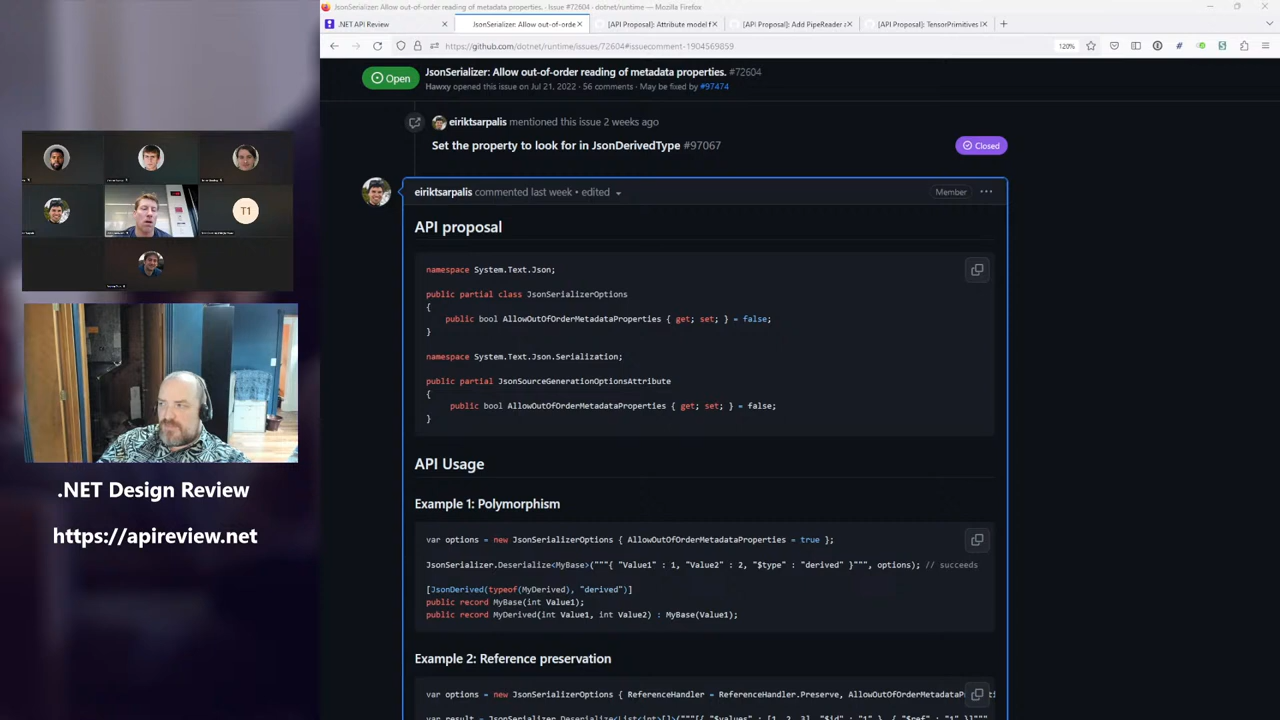 JsonSerializer: Allow out-of-order reading of metadata properties. · Issue #72604 · dotnet/runtime — Mozilla Firefox
.NET API Review
JsonSerializer: Allow out-of-orde
[API Proposal]: Attribute model f
[API Proposal]: Add PipeReader a
[API Proposal]: TensorPrimitives I
https://github.com/dotnet/runtime/issues/72604#issuecomment-1904569859
120%
Open
JsonSerializer: Allow out-of-order reading of metadata properties. #72604
Hawxy opened this issue on Jul 21, 2022 · 56 comments · May be fixed by #97474
eiriktsarpalis mentioned this issue 2 weeks ago
Set the property to look for in JsonDerivedType #97067
Closed
eiriktsarpalis commented last week • edited
Member
API proposal
namespace System.Text.Json;
public partial class JsonSerializerOptions
{
public bool AllowOutOfOrderMetadataProperties { get; set; } = false;
}
namespace System.Text.Json.Serialization;
public partial JsonSourceGenerationOptionsAttribute
{
public bool AllowOutOfOrderMetadataProperties { get; set; } = false;
}
API Usage
Example 1: Polymorphism
var options = new JsonSerializerOptions { AllowOutOfOrderMetadataProperties = true };
JsonSerializer.Deserialize<MyBase>("""{ "Value1" : 1, "Value2" : 2, "$type" : "derived" }""", options); // succeeds
[JsonDerived(typeof(MyDerived), "derived")]
public record MyBase(int Value1);
public record MyDerived(int Value1, int Value2) : MyBase(Value1);
Example 2: Reference preservation
var options = new JsonSerializerOptions { ReferenceHandler = ReferenceHandler.Preserve,
T1
.NET Design Review
https://apireview.net